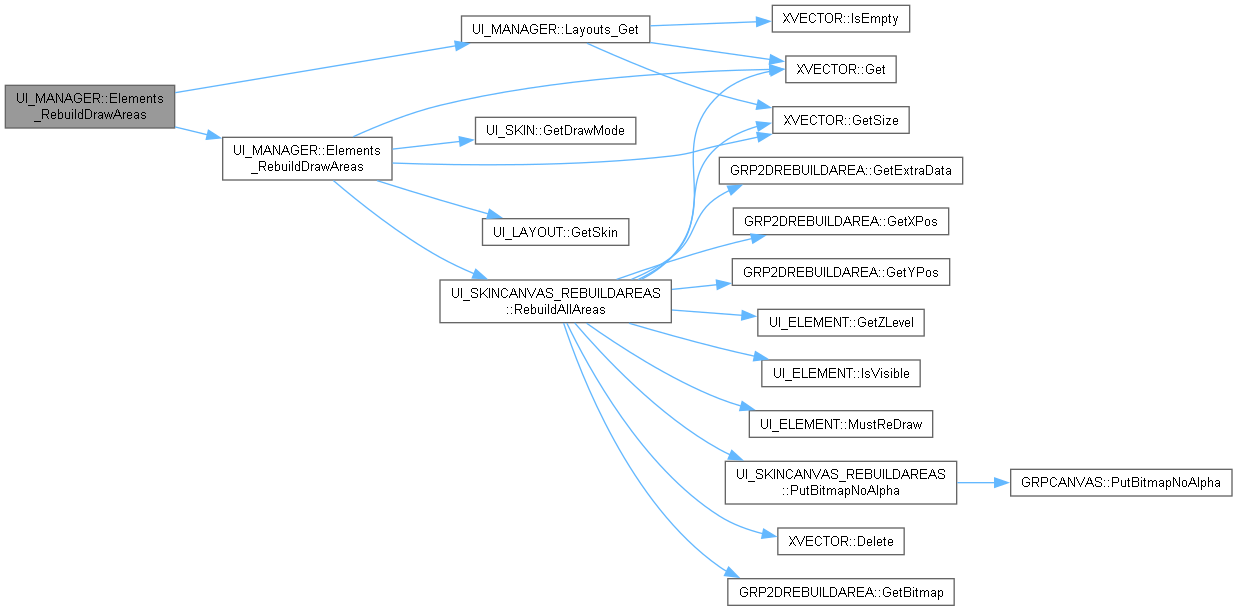 UI_MANAGER::Elements
_RebuildDrawAreas
UI_MANAGER::Layouts_Get
UI_MANAGER::Elements
_RebuildDrawAreas
UI_SKIN::GetDrawMode
UI_LAYOUT::GetSkin
UI_SKINCANVAS_REBUILDAREAS
::RebuildAllAreas
XVECTOR::IsEmpty
XVECTOR::Get
XVECTOR::GetSize
GRP2DREBUILDAREA::GetExtraData
GRP2DREBUILDAREA::GetXPos
GRP2DREBUILDAREA::GetYPos
UI_ELEMENT::GetZLevel
UI_ELEMENT::IsVisible
UI_ELEMENT::MustReDraw
UI_SKINCANVAS_REBUILDAREAS
::PutBitmapNoAlpha
GRPCANVAS::PutBitmapNoAlpha
XVECTOR::Delete
GRP2DREBUILDAREA::GetBitmap